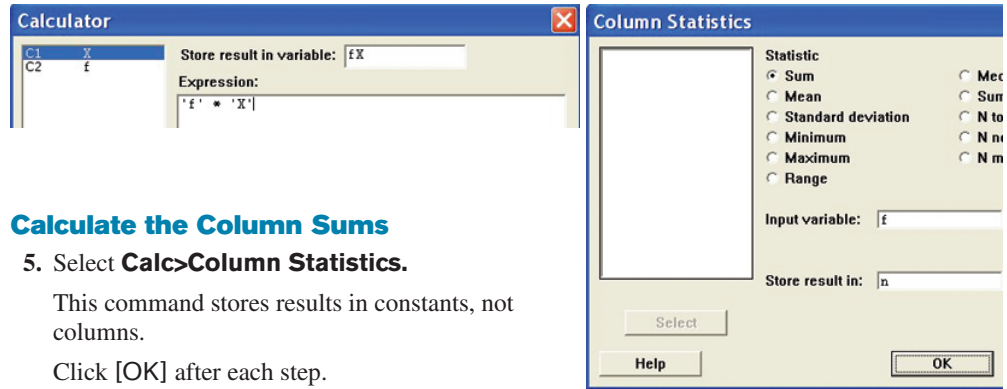 Calculator
C1 X
C2 f
Store result in variable: fX
Expression:
'f' * 'X'
Calculate the Column Sums
5. Select Calc>Column Statistics.
This command stores results in constants, not
columns.
Click [OK] after each step.
Column Statistics
Statistic
Sum
Mean
Standard deviation
Minimum
Maximum
Range
Input variable: f
Store result in: n
Select
Help
OK